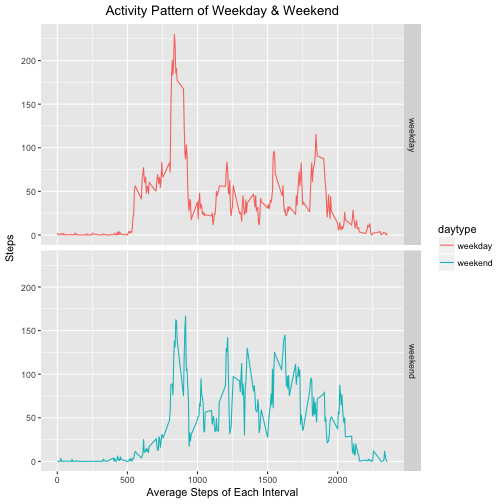 Activity Pattern of Weekday & Weekend
Steps
200
150
100
50
0
weekday
200
150
100
50
0
weekend
0
500
1000
1500
2000
Average Steps of Each Interval
daytype
weekday
weekend